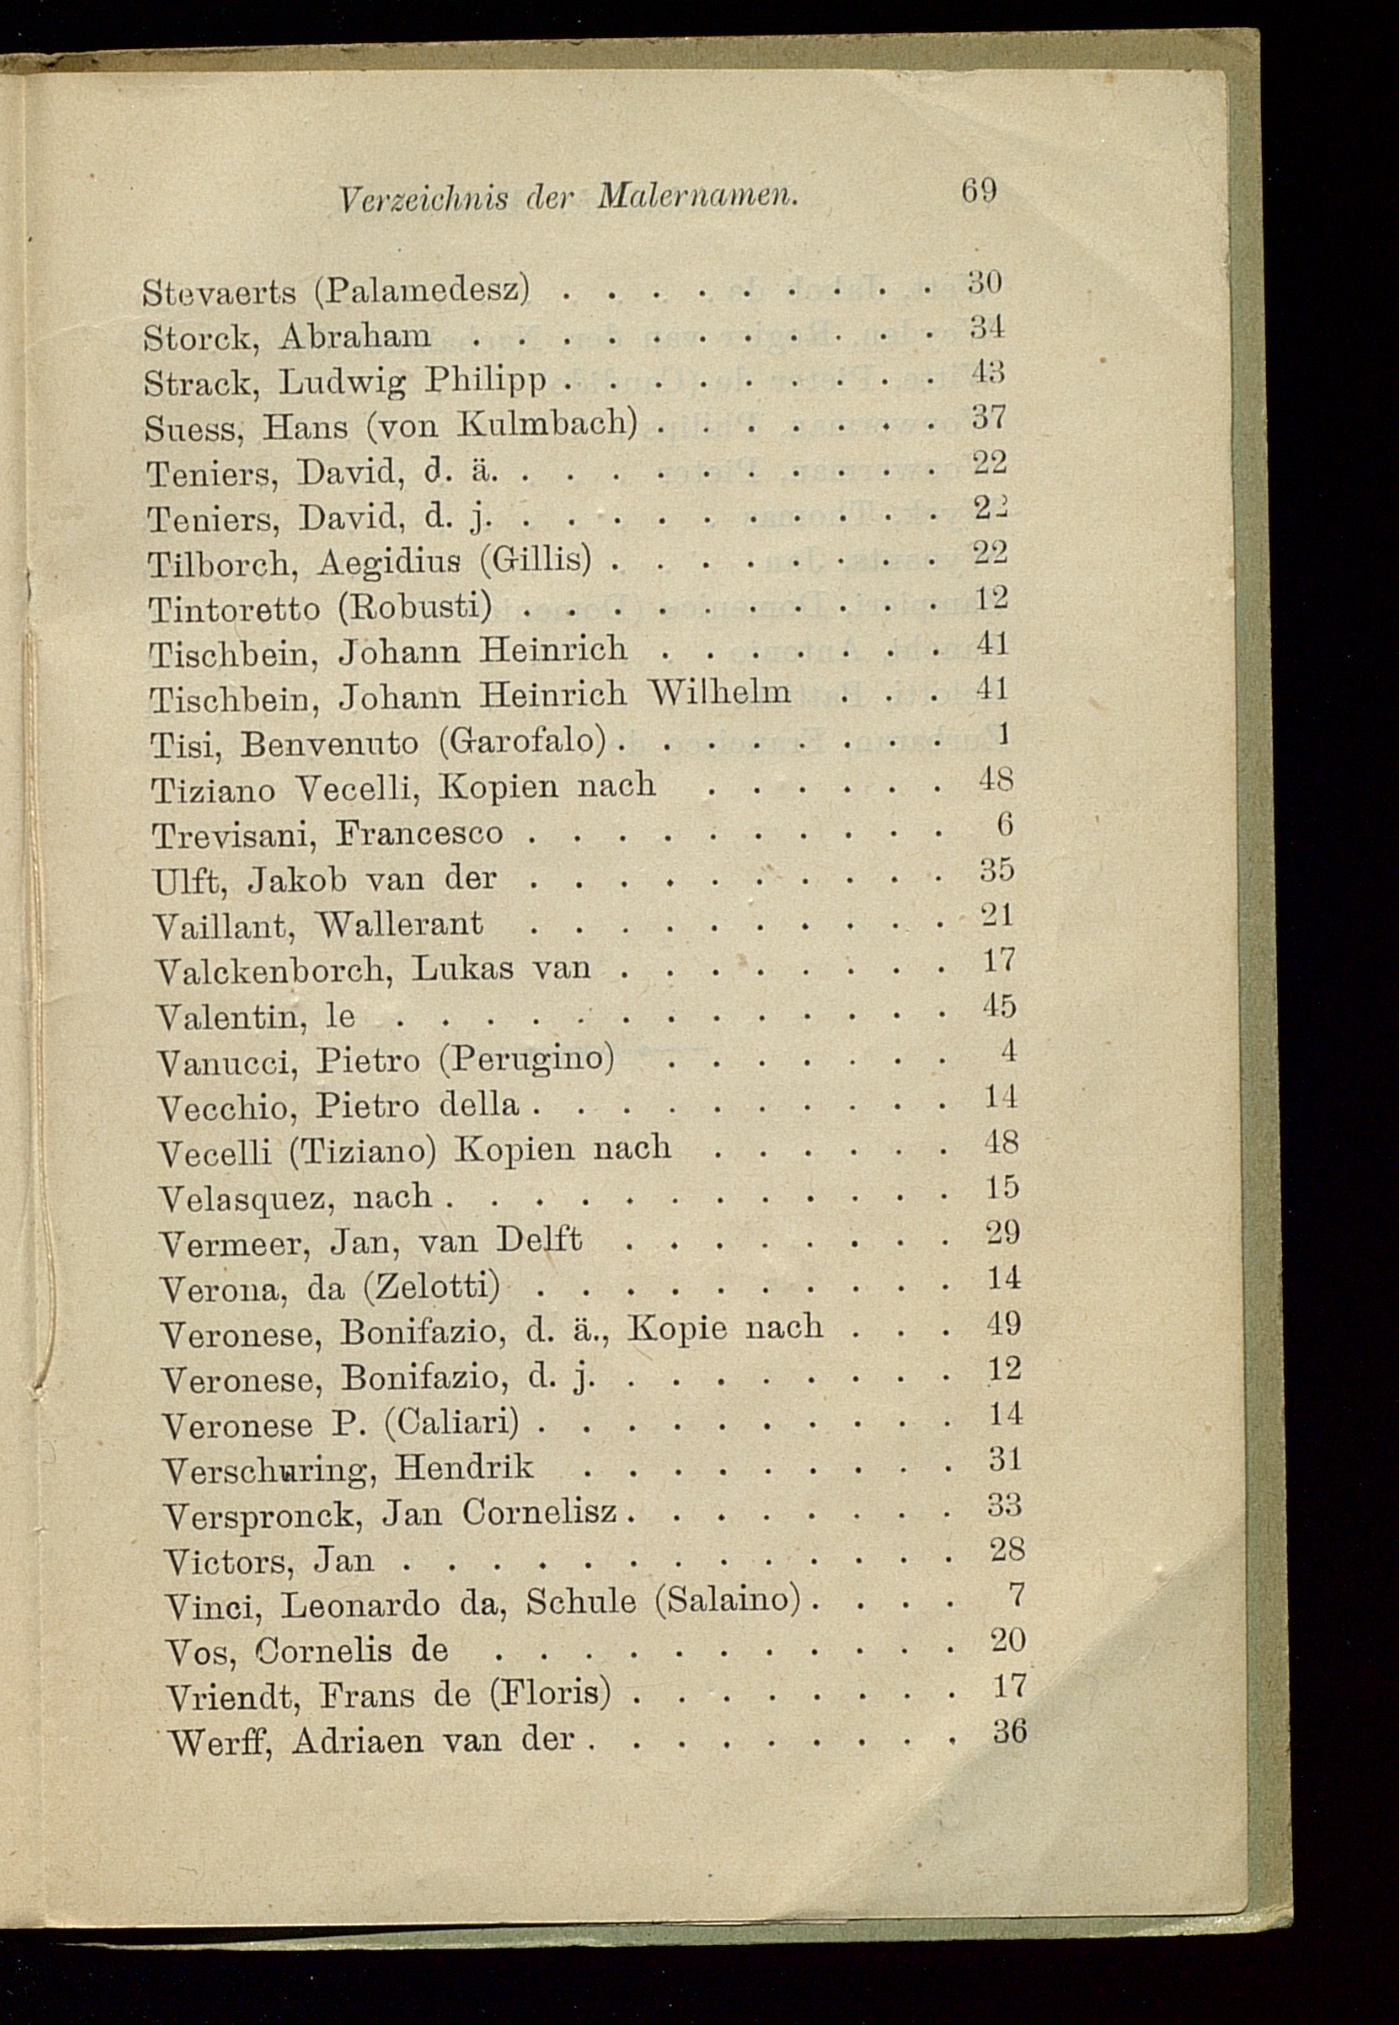 Verzeichnis der Malernamen. 69
Stevaerts (Palamedesz) . . . . . . . . . 30
Storck, Abraham . . . . . . . . . . . 34
Strack, Ludwig Philipp . . . . . . . . . 43
Suess, Hans (von Kulmbach) . . . . . . . 37
Teniers, David, d. ä. . . . . . . . . . . 22
Teniers, David, d. j. . . . . . . . . . . 22
Tilborch, Aegidius (Gillis) . . . . . . . . 22
Tintoretto (Robusti) . . . . . . . . . . 12
Tischbein, Johann Heinrich . . . . . . . 41
Tischbein, Johann Heinrich Wilhelm . . . 41
Tisi, Benvenuto (Garofalo) . . . . . . . . 1
Tiziano Vecelli, Kopien nach . . . . . . 48
Trevisani, Francesco . . . . . . . . . . 6
Ulft, Jakob van der . . . . . . . . . . 35
Vaillant, Wallerant . . . . . . . . . . 21
Valckenborch, Lukas van . . . . . . . . 17
Valentin, le . . . . . . . . . . . . . 45
Vanucci, Pietro (Perugino) . . . . . . . 4
Vecchio, Pietro della . . . . . . . . . . 14
Vecelli (Tiziano) Kopien nach . . . . . . 48
Velasquez, nach . . . . . . . . . . . . 15
Vermeer, Jan, van Delft . . . . . . . . 29
Verona, da (Zelotti) . . . . . . . . . . 14
Veronese, Bonifazio, d. ä., Kopie nach . . . 49
Veronese, Bonifazio, d. j. . . . . . . . . 12
Veronese P. (Caliari) . . . . . . . . . . 14
Verschuring, Hendrik . . . . . . . . . 31
Verspronck, Jan Cornelisz . . . . . . . . 33
Victors, Jan . . . . . . . . . . . . . 28
Vinci, Leonardo da, Schule (Salaino) . . . . 7
Vos, Cornelis de . . . . . . . . . . . 20
Vriendt, Frans de (Floris) . . . . . . . . 17
Werff, Adriaen van der . . . . . . . . . 36